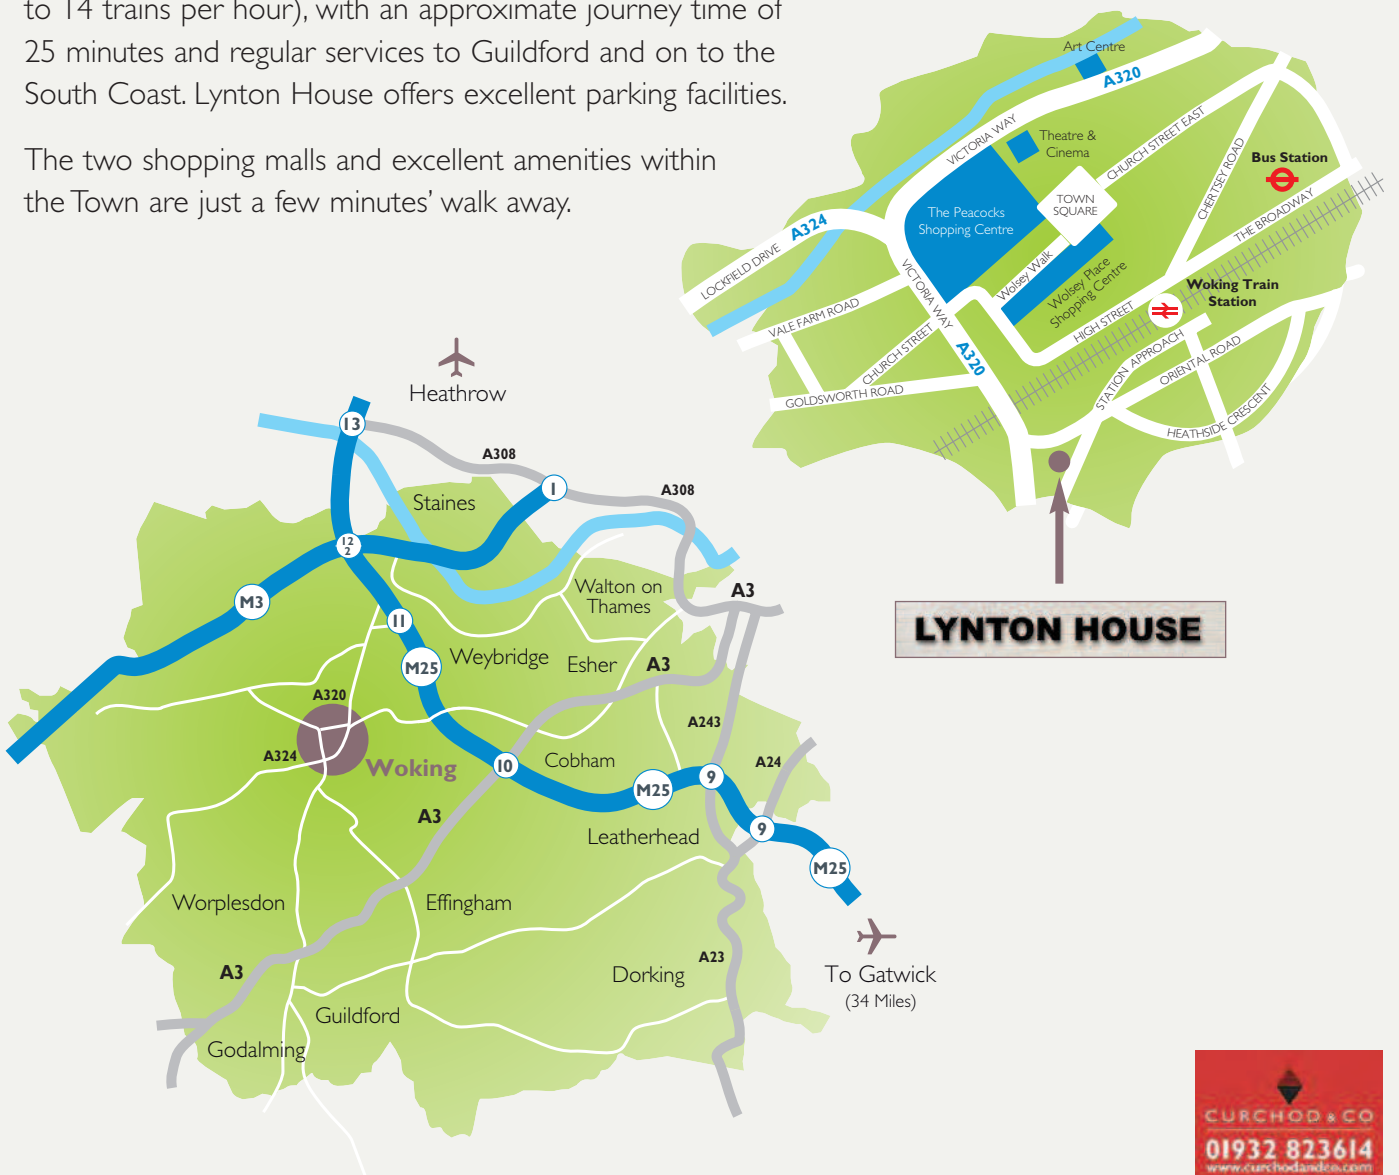 to 14 trains per hour), with an approximate journey time of
25 minutes and regular services to Guildford and on to the
South Coast. Lynton House offers excellent parking facilities.
The two shopping malls and excellent amenities within
the Town are just a few minutes’ walk away.
Art Centre
A320
VICTORIA WAY
Theatre &
Cinema
CHURCH STREET EAST
CHERTSEY ROAD
Bus Station
TOWN
SQUARE
The Peacocks
Shopping Centre
THE BROADWAY
A324
LOCKFIELD DRIVE
VICTORIA WAY
Wolsey Walk
Wolsey Place
Shopping Centre
Woking Train
Station
VALE FARM ROAD
HIGH STREET
CHURCH STREET
A320
STATION APPROACH
ORIENTAL ROAD
GOLDSWORTH ROAD
HEATHSIDE CRESCENT
LYNTON HOUSE
Heathrow
13
A308
1
A308
Staines
12
2
M3
Walton on
Thames
A3
11
M25
Weybridge
Esher
A3
A320
A243
A324
Woking
10
Cobham
M25
9
A24
A3
Leatherhead
9
M25
Worplesdon
Effingham
A3
A23
Dorking
To Gatwick
(34 Miles)
Guildford
Godalming
CURCHOD & CO
01932 823614
www.curchodandco.com